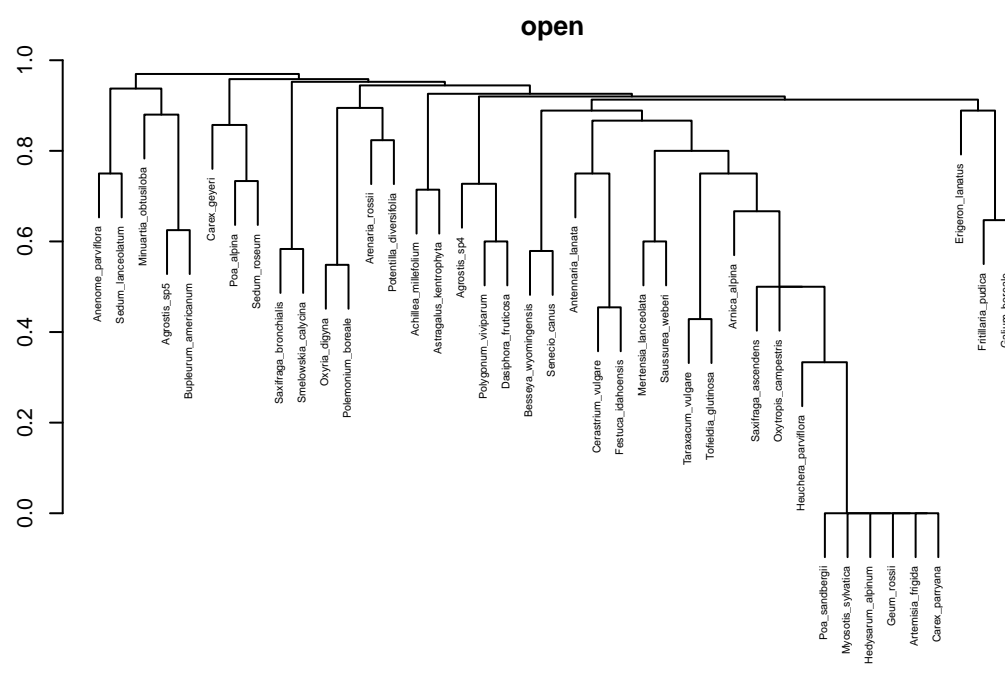 open
1.0
0.8
0.6
0.4
0.2
0.0
Anenome_parviflora
Sedum_lanceolatum
Minuartia_obtusiloba
Agrostis_sp5
Bupleurum_americanum
Carex_geyeri
Poa_alpina
Sedum_roseum
Saxifraga_bronchialis
Smelowskia_calycina
Oxyria_digyna
Polemonium_boreale
Arenaria_rossii
Potentilla_diversifolia
Achillea_millefolium
Astragalus_kentrophyta
Agrostis_sp4
Polygonum_viviparum
Dasiphora_fruticosa
Besseya_wyomingensis
Senecio_canus
Antennaria_lanata
Cerastrium_vulgare
Festuca_idahoensis
Mertensia_lanceolata
Saussurea_weberi
Taraxacum_vulgare
Tofieldia_glutinosa
Arnica_alpina
Saxifraga_ascendens
Oxytropis_campestris
Heuchera_parviflora
Poa_sandbergii
Myosotis_sylvatica
Hedysarum_alpinum
Geum_rossii
Artemisia_frigida
Carex_parryana
Erigeron_lanatus
Fritillaria_pudica